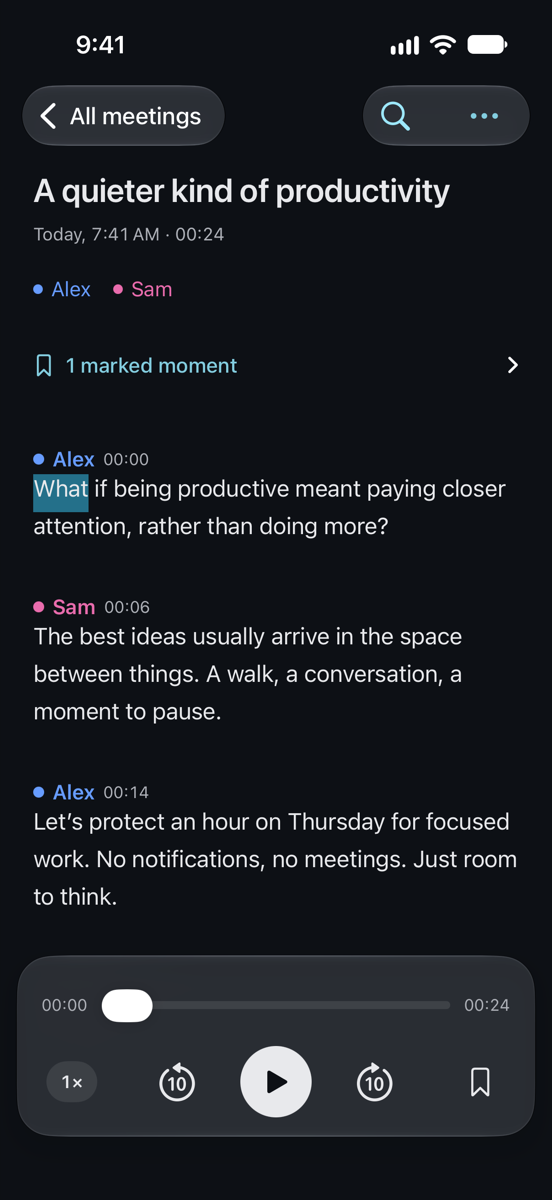 9:41
All meetings
A quieter kind of productivity
Today, 7:41 AM · 00:24
Alex Sam
1 marked moment
Alex 00:00
What if being productive meant paying closer
attention, rather than doing more?
Sam 00:06
The best ideas usually arrive in the space
between things. A walk, a conversation, a
moment to pause.
Alex 00:14
Let’s protect an hour on Thursday for focused
work. No notifications, no meetings. Just room
to think.
00:00 00:24
1× 10 10